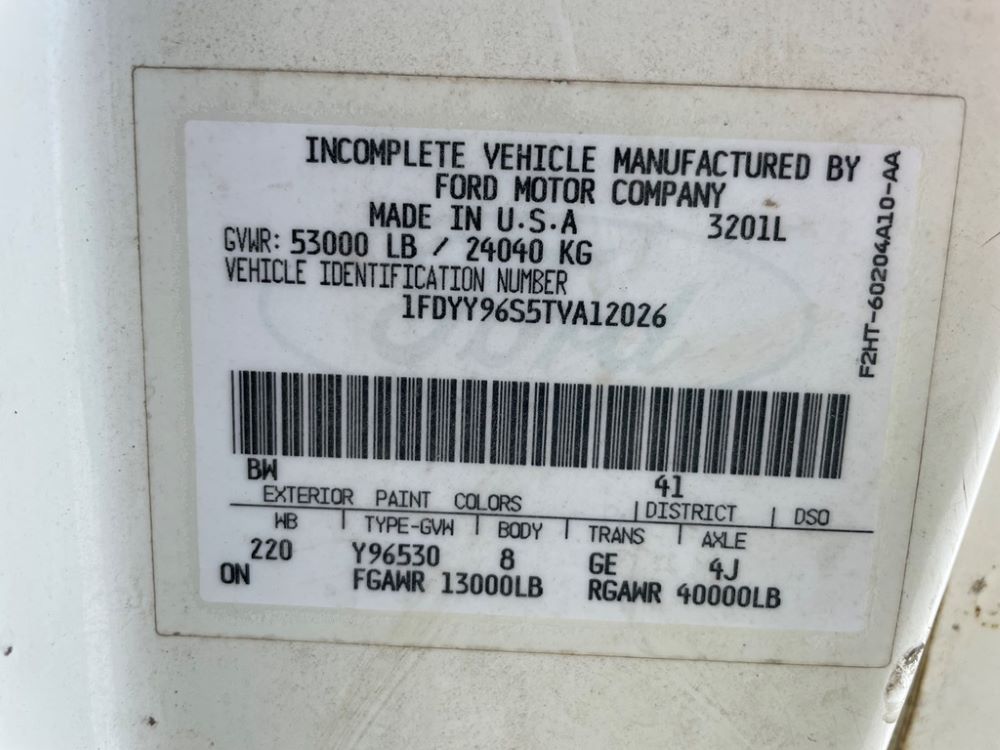 INCOMPLETE VEHICLE MANUFACTURED BY
FORD MOTOR COMPANY
MADE IN U.S.A 3201L
GVWR: 53000 LB / 24040 KG
VEHICLE IDENTIFICATION NUMBER
1FDYY96S5TVA12026
F2HT-60204A10-AA
Ford
BW 41
EXTERIOR PAINT COLORS | DISTRICT | DSO
WB | TYPE-GVW | BODY | TRANS | AXLE
220 Y96530 8 GE 4J
ON FGAWR 13000LB RGAWR 40000LB